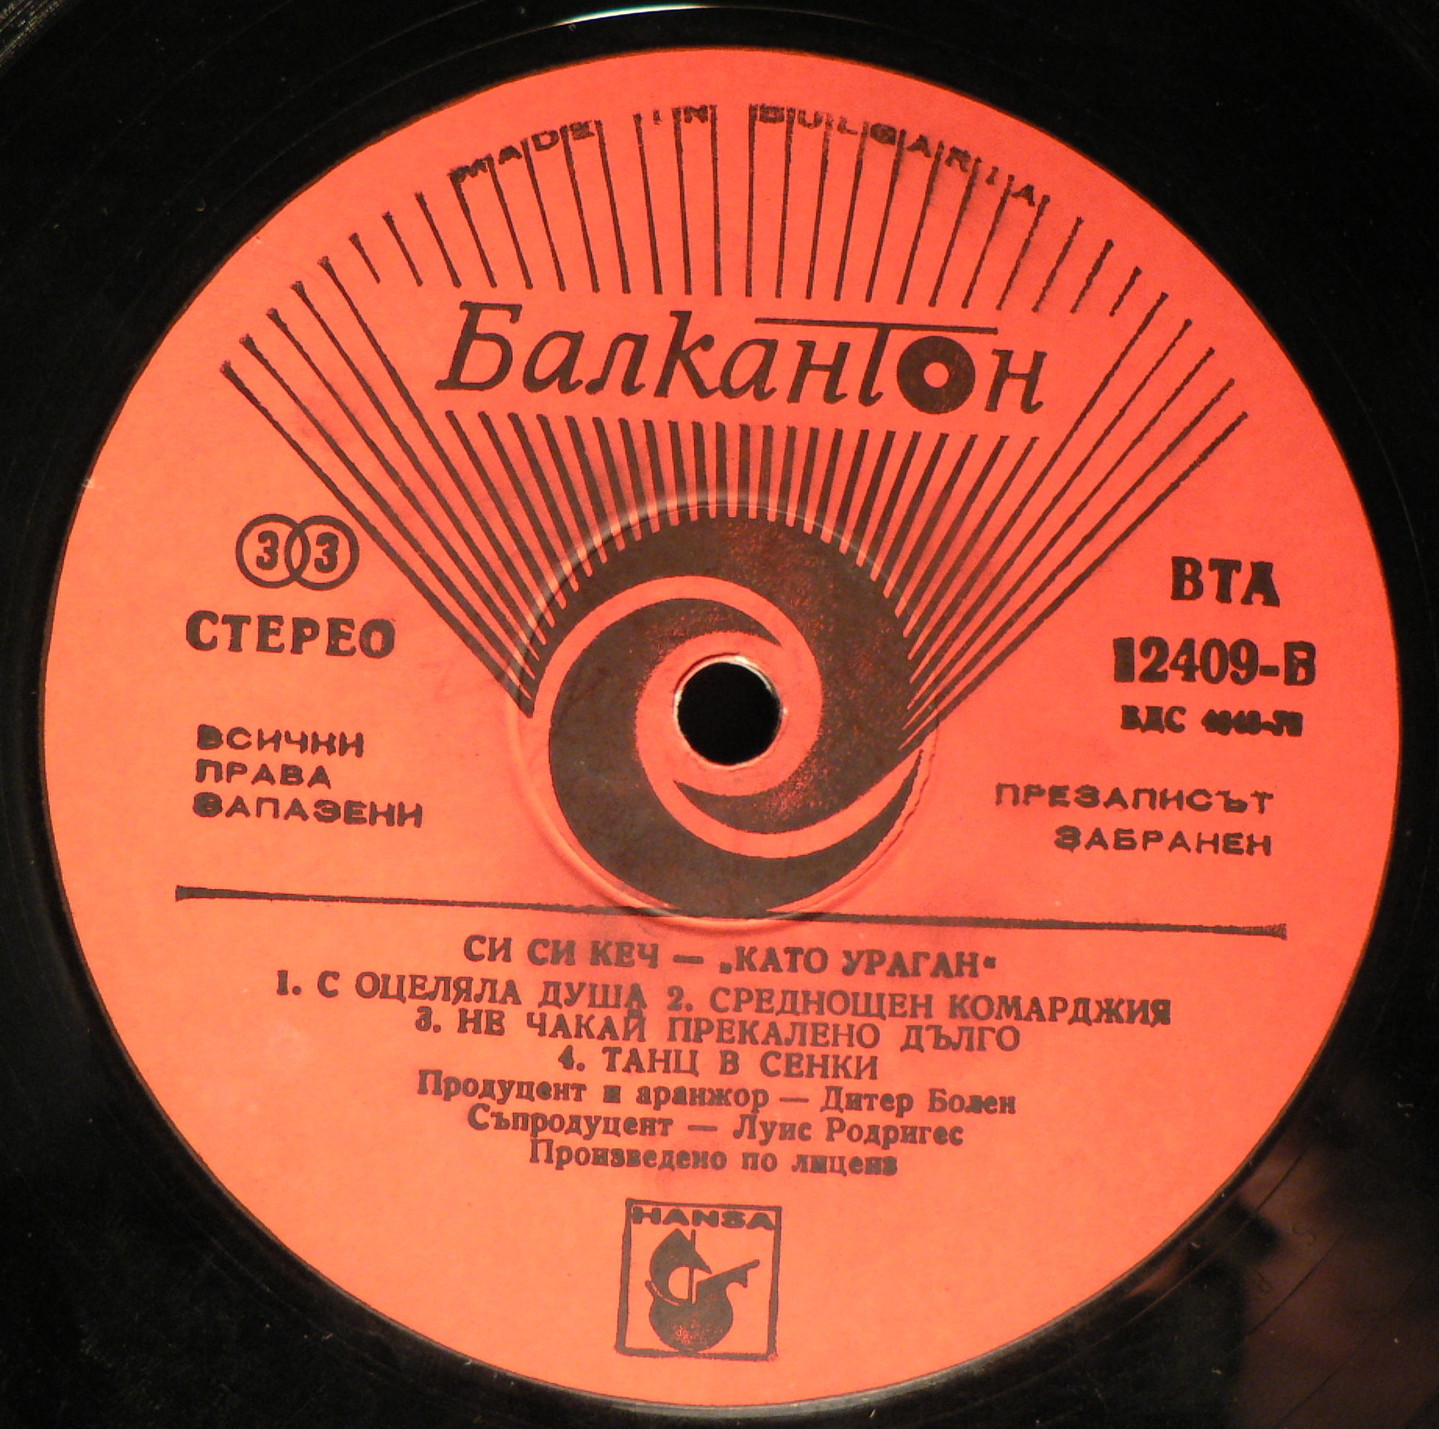 MADE IN BULGARIA
Балкантон
33
СТЕРЕО
ВТА
12409-В
ВДС
ВСИЧКИ
ПРАВА
ЗАПАЗЕНИ
ПРЕЗАПИСЪТ
ЗАБРАНЕН
СИ СИ КЕЧ — „КАТО УРАГАН“
1. С ОЦЕЛЯЛА ДУША 2. СРЕДНОЩЕН КОМАРДЖИЯ
3. НЕ ЧАКАЙ ПРЕКАЛЕНО ДЪЛГО
4. ТАНЦ В СЕНКИ
Продуцент и аранжор — Дитер Болен
Съпродуцент — Луис Родригес
Произведено по лиценз
HANSA